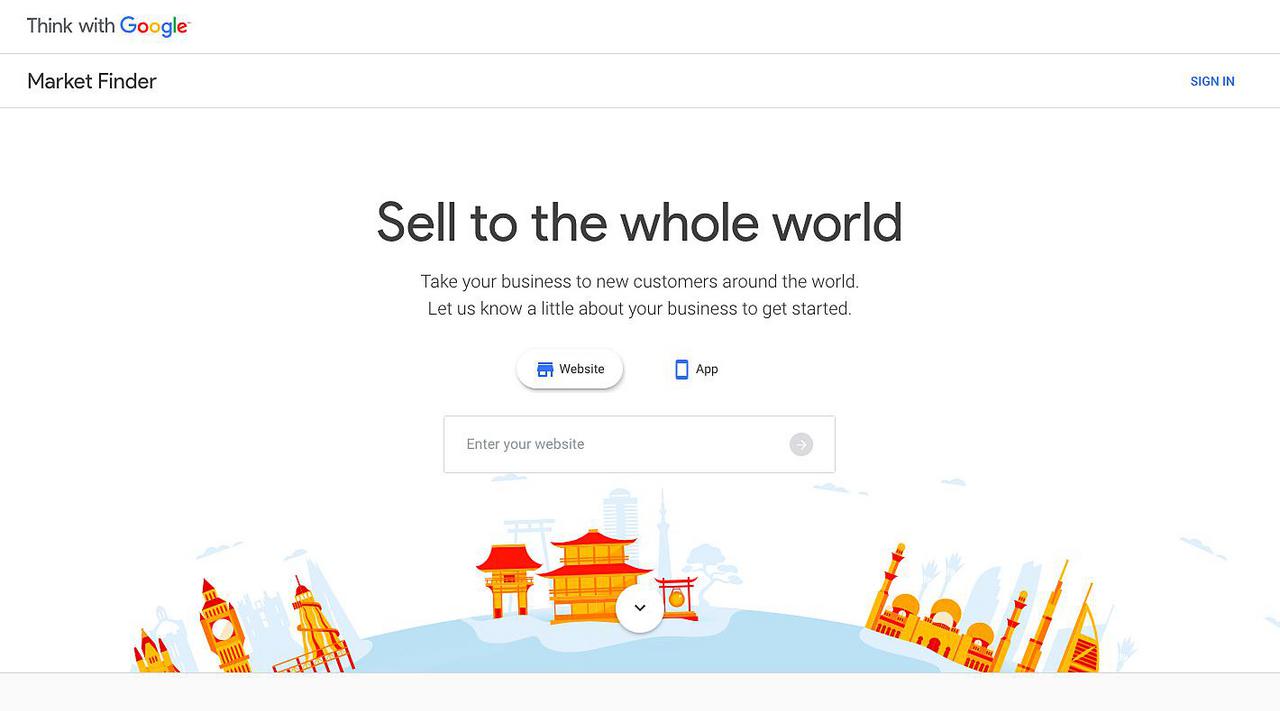 Think with Google
Market Finder
SIGN IN
Sell to the whole world
Take your business to new customers around the world.
Let us know a little about your business to get started.
Website
App
Enter your website